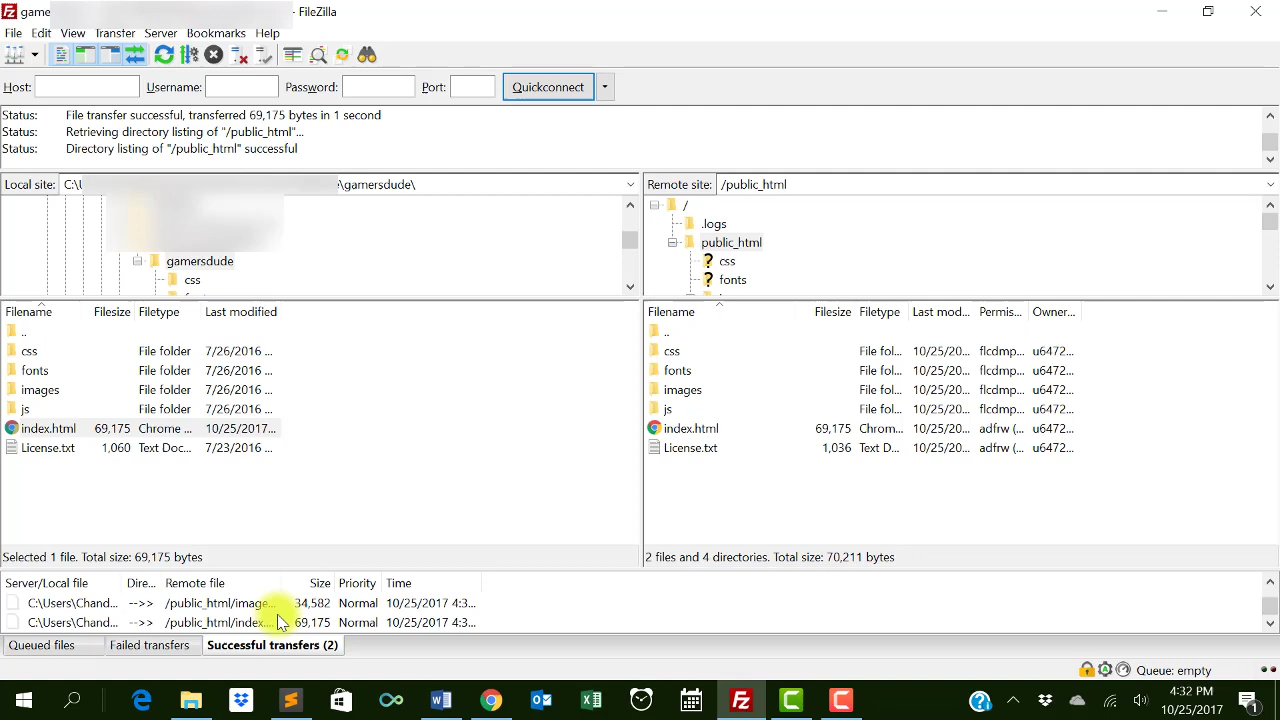 game - FileZilla
File Edit View Transfer Server Bookmarks Help
Host: Username: Password: Port: Quickconnect
Status: File transfer successful, transferred 69,175 bytes in 1 second
Status: Retrieving directory listing of "/public_html"...
Status: Directory listing of "/public_html" successful
Local site: C:\U \gamersdude\ Remote site: /public_html
/
.logs
public_html
gamersdude css
css fonts
Filename Filesize Filetype Last modified Filename Filesize Filetype Last mod... Permis... Owner...
.. ..
css File folder 7/26/2016 ... css File fol... 10/25/20... flcdmp... u6472...
fonts File folder 7/26/2016 ... fonts File fol... 10/25/20... flcdmp... u6472...
images File folder 7/26/2016 ... images File fol... 10/25/20... flcdmp... u6472...
js File folder 7/26/2016 ... js File fol... 10/25/20... flcdmp... u6472...
index.html 69,175 Chrome ... 10/25/2017... index.html 69,175 Chrom... 10/25/20... adfrw (... u6472...
License.txt 1,060 Text Doc... 7/23/2016 ... License.txt 1,036 Text D... 10/25/20... adfrw (... u6472...
Selected 1 file. Total size: 69,175 bytes 2 files and 4 directories. Total size: 70,211 bytes
Server/Local file Dire... Remote file Size Priority Time
C:\Users\Chand... -->> /public_html/image... 34,582 Normal 10/25/2017 4:3...
C:\Users\Chand... -->> /public_html/index.... 69,175 Normal 10/25/2017 4:3...
Queued files Failed transfers Successful transfers (2)
Queue: empty
4:32 PM
10/25/2017